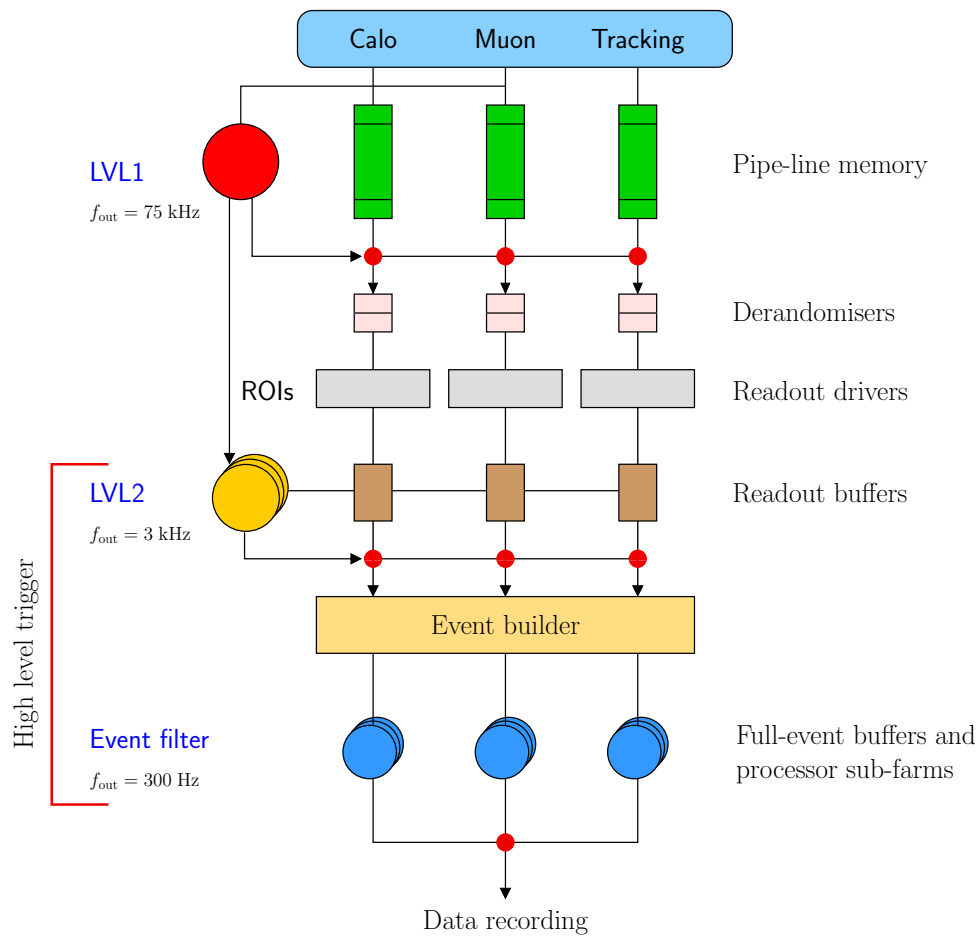 Calo Muon Tracking
LVL1
f_out = 75 kHz
Pipe-line memory
Derandomisers
ROIs
Readout drivers
LVL2
f_out = 3 kHz
Readout buffers
High level trigger
Event builder
Event filter
f_out = 300 Hz
Full-event buffers and
processor sub-farms
Data recording